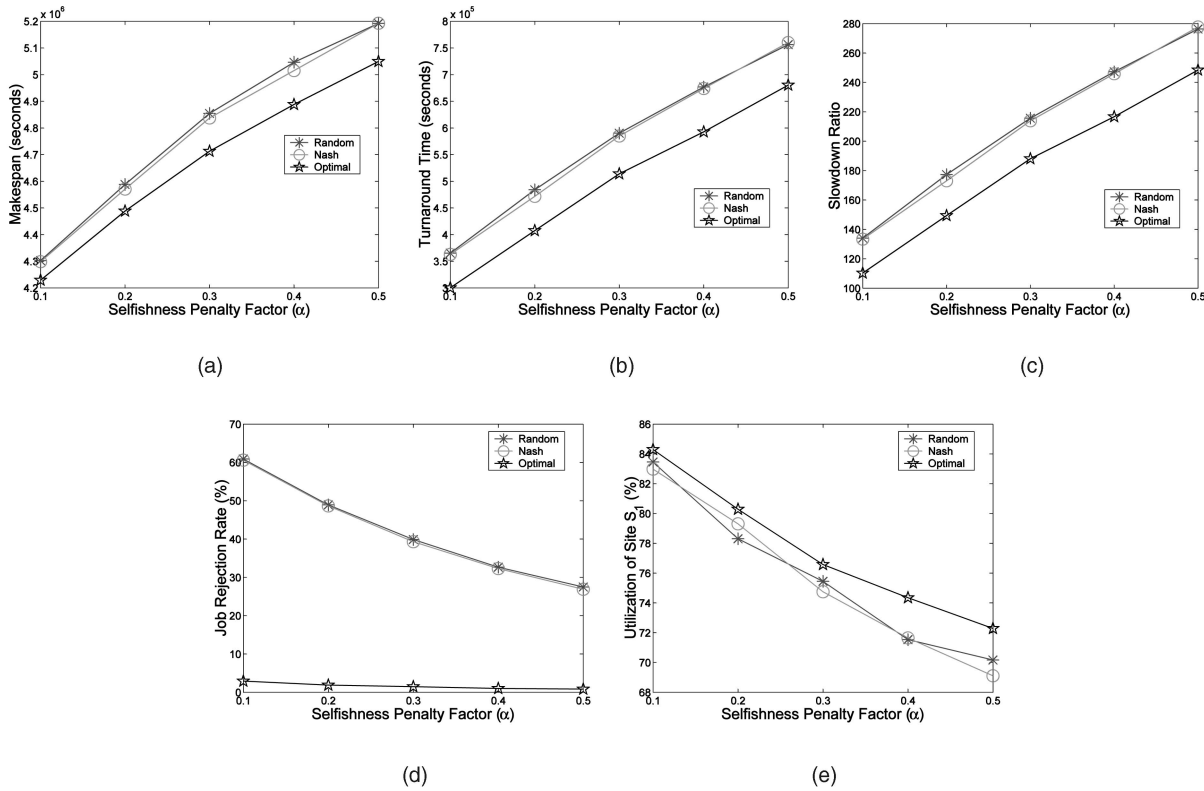 x 10^6
5.2
5.1
5
4.9
4.8
4.7
4.6
4.5
4.4
4.3
4.2
Makespan (seconds)
0.1 0.2 0.3 0.4 0.5
Selfishness Penalty Factor (α)
Random
Nash
Optimal
(a)
x 10^5
8
7.5
7
6.5
6
5.5
5
4.5
4
3.5
3
Turnaround Time (seconds)
0.1 0.2 0.3 0.4 0.5
Selfishness Penalty Factor (α)
Random
Nash
Optimal
(b)
280
260
240
220
200
180
160
140
120
100
Slowdown Ratio
0.1 0.2 0.3 0.4 0.5
Selfishness Penalty Factor (α)
Random
Nash
Optimal
(c)
70
60
50
40
30
20
10
0
Job Rejection Rate (%)
0.1 0.2 0.3 0.4 0.5
Selfishness Penalty Factor (α)
Random
Nash
Optimal
(d)
86
84
82
80
78
76
74
72
70
68
Utilization of Site S_1 (%)
0.1 0.2 0.3 0.4 0.5
Selfishness Penalty Factor (α)
Random
Nash
Optimal
(e)